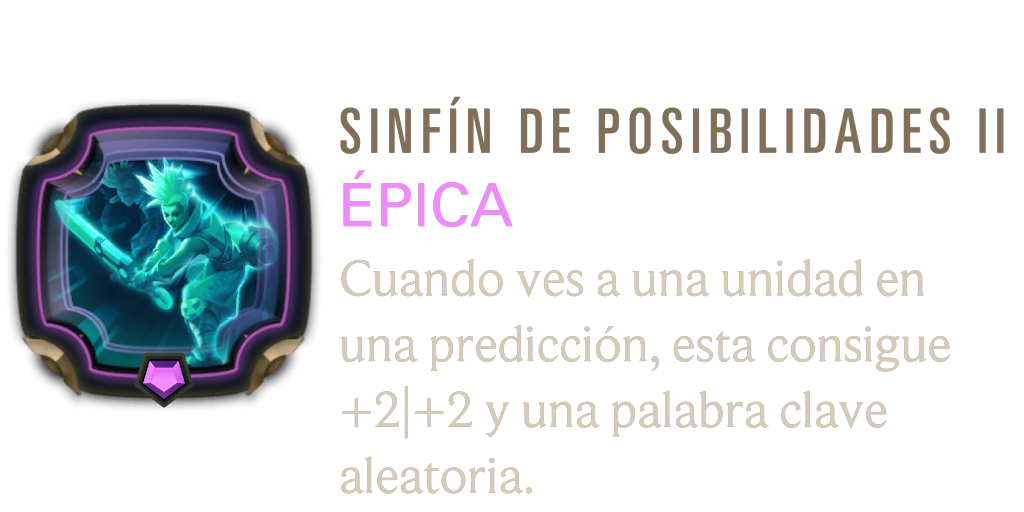 SINFÍN DE POSIBILIDADES II
ÉPICA
Cuando ves a una unidad en
una predicción, esta consigue
+2|+2 y una palabra clave
aleatoria.